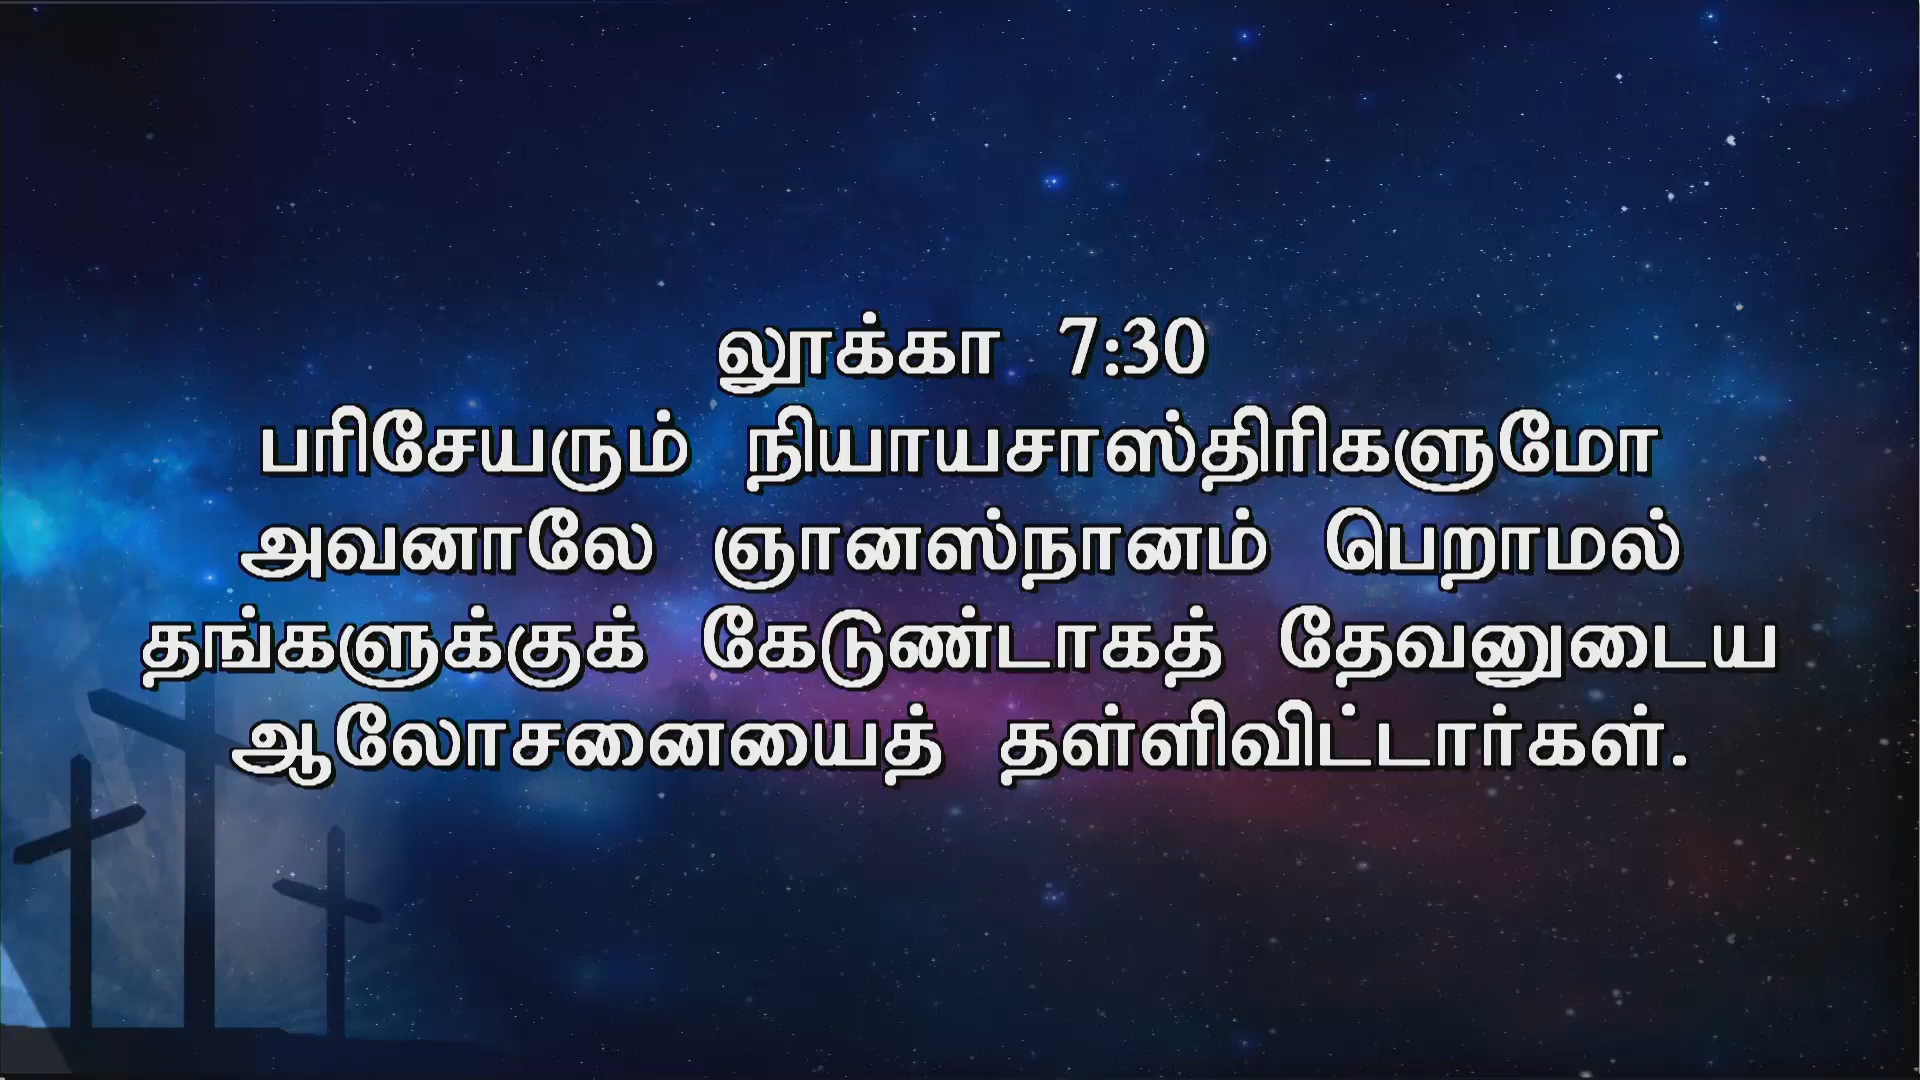 லூக்கா 7:30
பரிசேயரும் நியாயசாஸ்திரிகளுமோ
அவனாலே ஞானஸ்நானம் பெறாமல்
தங்களுக்குக் கேடுண்டாகத் தேவனுடைய
ஆலோசனையைத் தள்ளிவிட்டார்கள்.